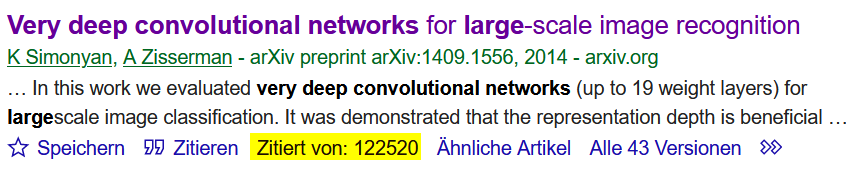 Very deep convolutional networks for large-scale image recognition
K Simonyan, A Zisserman - arXiv preprint arXiv:1409.1556, 2014 - arxiv.org
… In this work we evaluated very deep convolutional networks (up to 19 weight layers) for
largescale image classification. It was demonstrated that the representation depth is beneficial …
Speichern Zitieren Zitiert von: 122520 Ähnliche Artikel Alle 43 Versionen